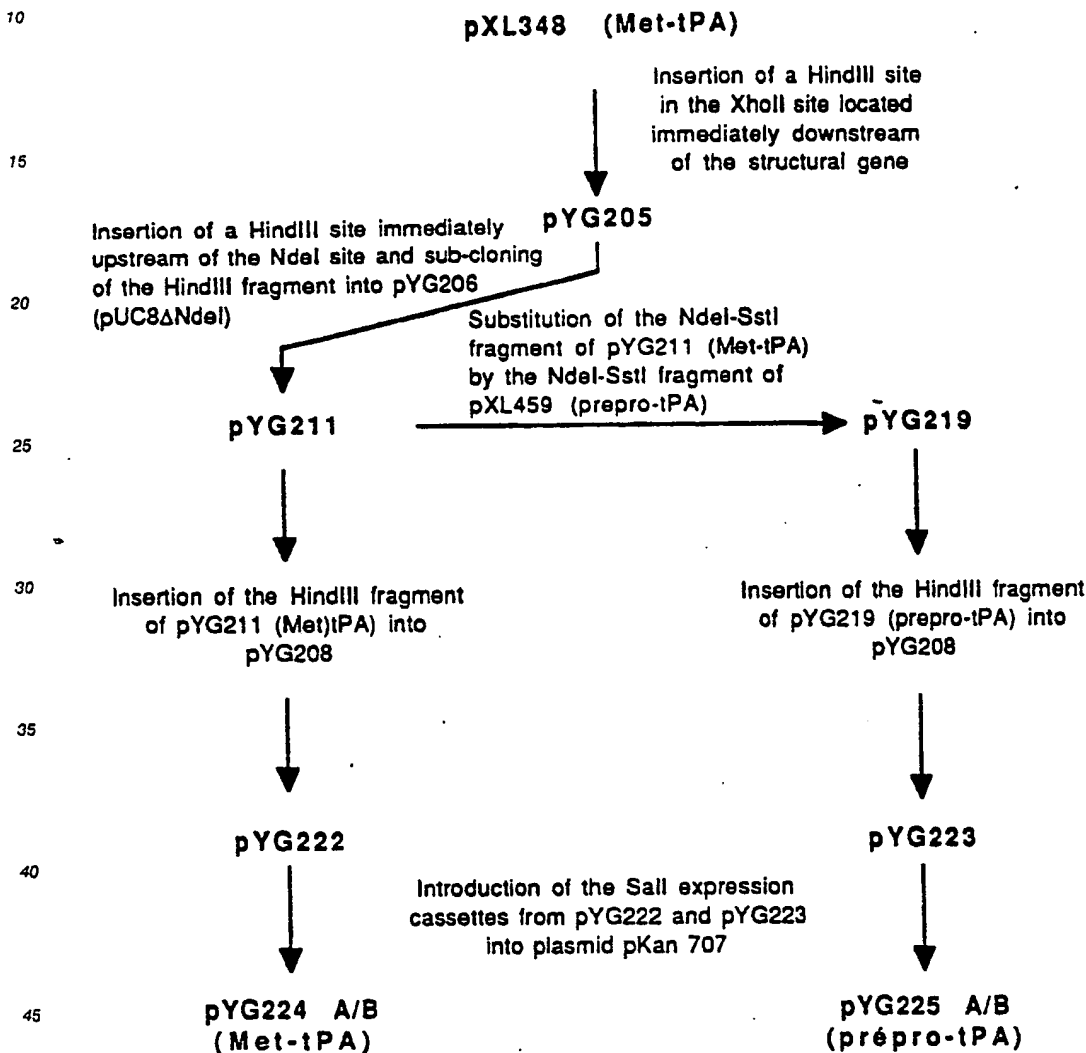 10
pXL348 (Met-tPA)
Insertion of a HindIII site
in the XhoII site located
immediately downstream
of the structural gene
15
pYG205
Insertion of a HindIII site immediately
upstream of the NdeI site and sub-cloning
of the HindIII fragment into pYG206
(pUC8ΔNdeI)
20
Substitution of the NdeI-SstI
fragment of pYG211 (Met-tPA)
by the NdeI-SstI fragment of
pXL459 (prepro-tPA)
pYG211
pYG219
25
30
Insertion of the HindIII fragment
of pYG211 (Met)tPA) into
pYG208
Insertion of the HindIII fragment
of pYG219 (prepro-tPA) into
pYG208
35
pYG222
pYG223
40
Introduction of the SalI expression
cassettes from pYG222 and pYG223
into plasmid pKan 707
45
pYG224 A/B
(Met-tPA)
pYG225 A/B
(prépro-tPA)